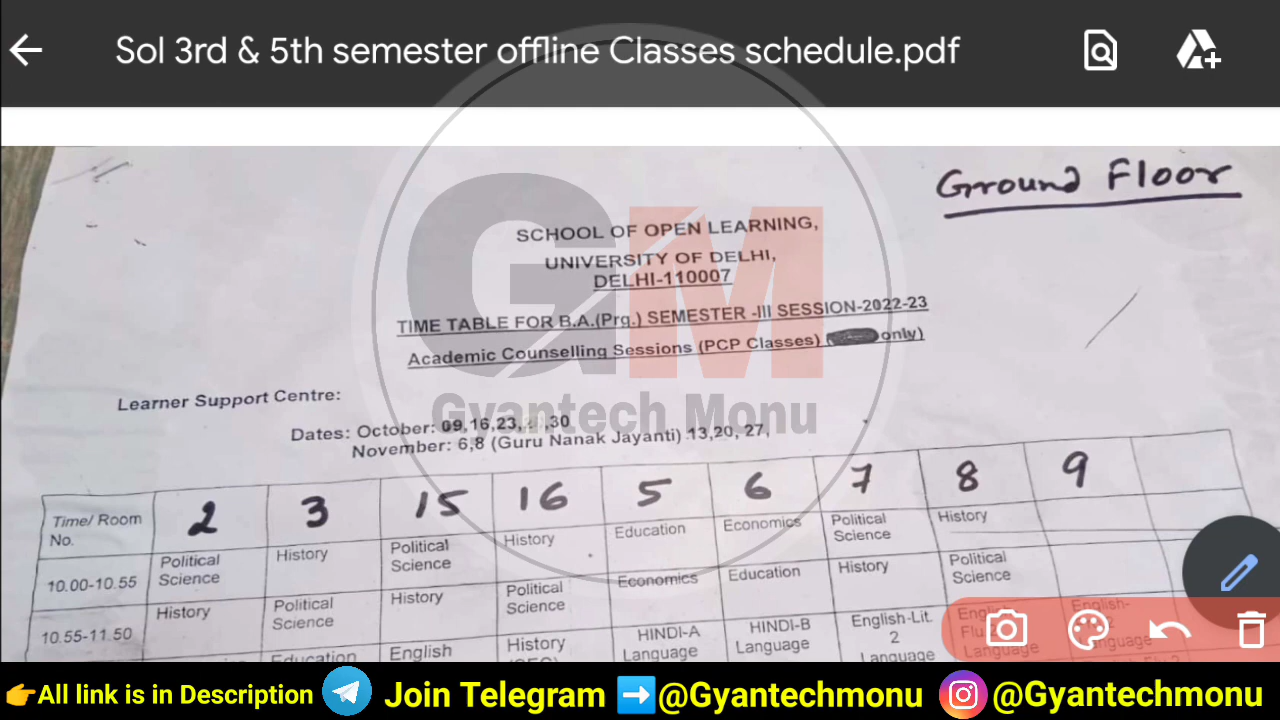 Sol 3rd & 5th semester offline Classes schedule.pdf
Ground Floor
SCHOOL OF OPEN LEARNING,
UNIVERSITY OF DELHI,
DELHI-110007
TIME TABLE FOR B.A.(Prg.) SEMESTER -III SESSION-2022-23
Academic Counselling Sessions (PCP Classes) ( only)
GM
Gyantech Monu
Learner Support Centre:
Dates: October: 09,16,23, ,30
November: 6,8 (Guru Nanak Jayanti) 13,20, 27,
Time/ Room No. 2 3 15 16 5 6 7 8 9
10.00-10.55 Political Science History Political Science History Education Economics Political Science History
10.55-11.50 History Political Science History Political Science Economics Education History Political Science
Education English History HINDI-A Language HINDI-B Language English-Lit. 2 Language Language Language
👉All link is in Description Join Telegram ➡️@Gyantechmonu @Gyantechmonu